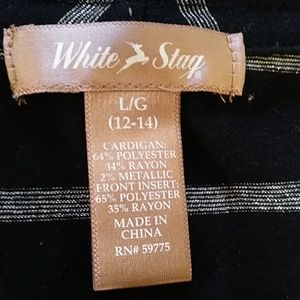 White Stag®
L/G
(12-14)
CARDIGAN:
64% POLYESTER
34% RAYON
2% METALLIC
FRONT INSERT:
65% POLYESTER
35% RAYON
MADE IN
CHINA
RN# 59775